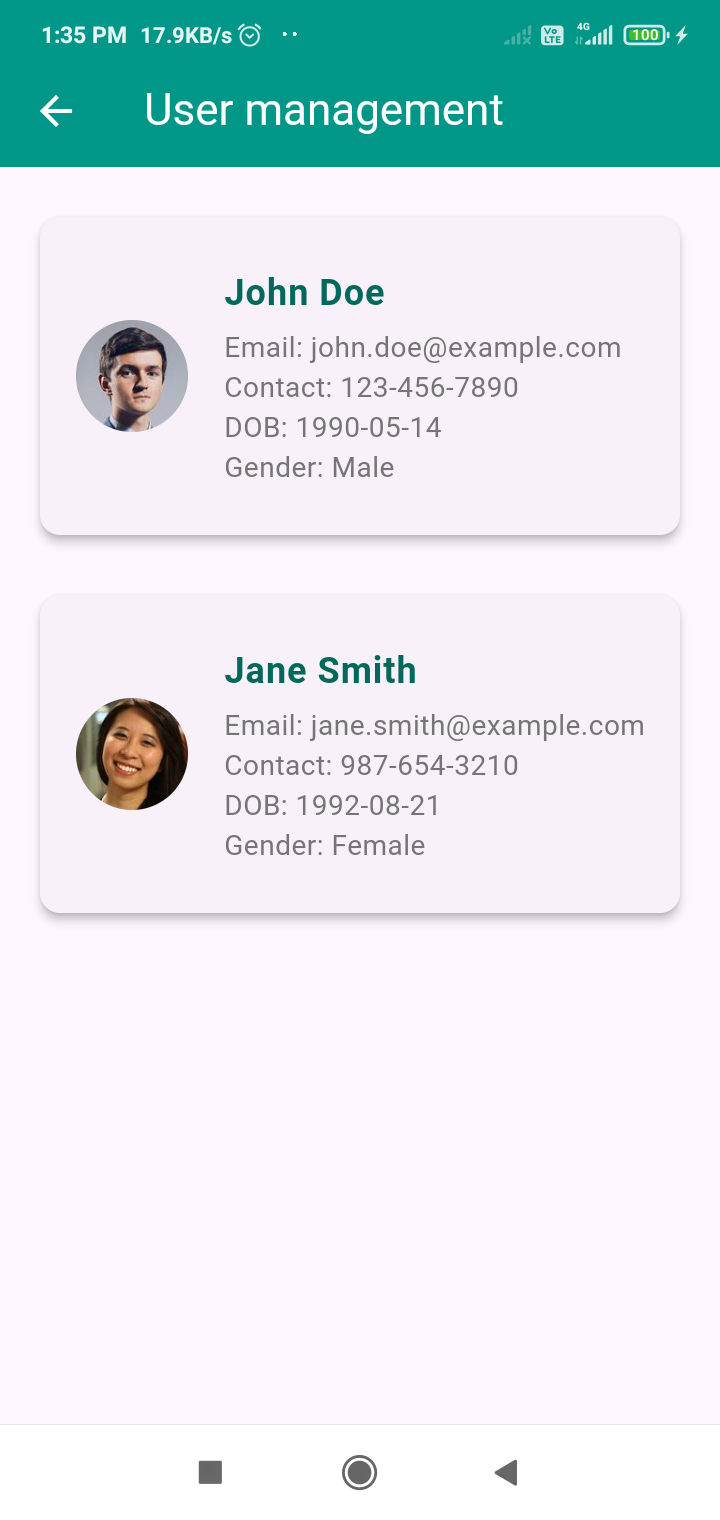 1:35 PM 17.9KB/s
Vo LTE 4G 100
User management
John Doe
Email: john.doe@example.com
Contact: 123-456-7890
DOB: 1990-05-14
Gender: Male
Jane Smith
Email: jane.smith@example.com
Contact: 987-654-3210
DOB: 1992-08-21
Gender: Female